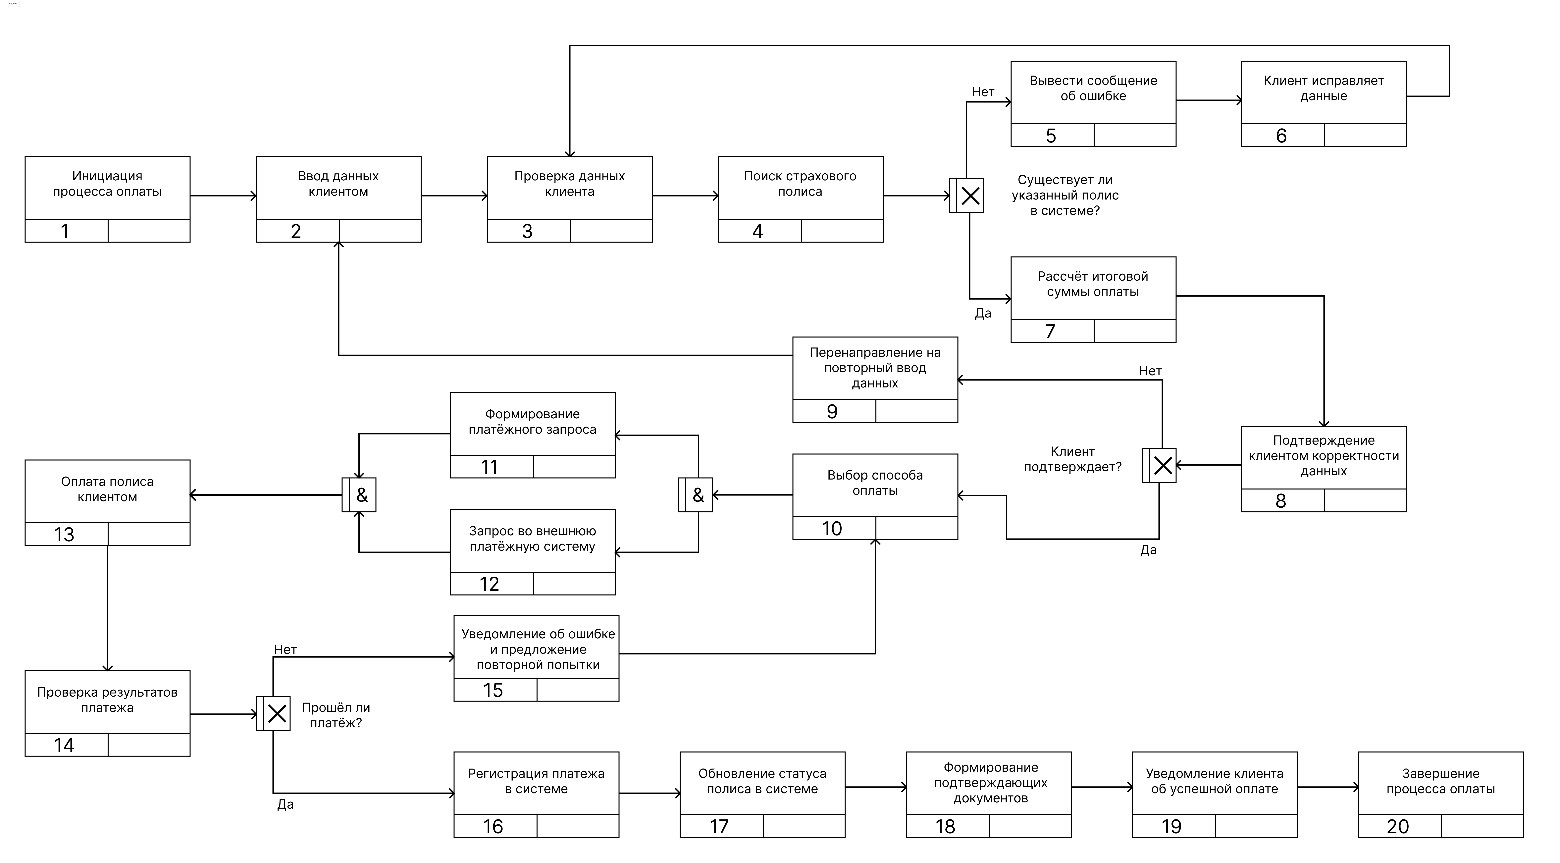 Инициация
процесса оплаты
1
Ввод данных
клиентом
2
Проверка данных
клиента
3
Поиск страхового
полиса
4
Нет
Существует ли
указанный полис
в системе?
Да
Вывести сообщение
об ошибке
5
Клиент исправляет
данные
6
Рассчёт итоговой
суммы оплаты
7
Подтверждение
клиентом корректности
данных
8
Нет
Клиент
подтверждает?
Да
Перенаправление на
повторный ввод
данных
9
Выбор способа
оплаты
10
&
Формирование
платёжного запроса
11
Запрос во внешнюю
платёжную систему
12
&
Оплата полиса
клиентом
13
Проверка результатов
платежа
14
Нет
Прошёл ли
платёж?
Да
Уведомление об ошибке
и предложение
повторной попытки
15
Регистрация платежа
в системе
16
Обновление статуса
полиса в системе
17
Формирование
подтверждающих
документов
18
Уведомление клиента
об успешной оплате
19
Завершение
процесса оплаты
20